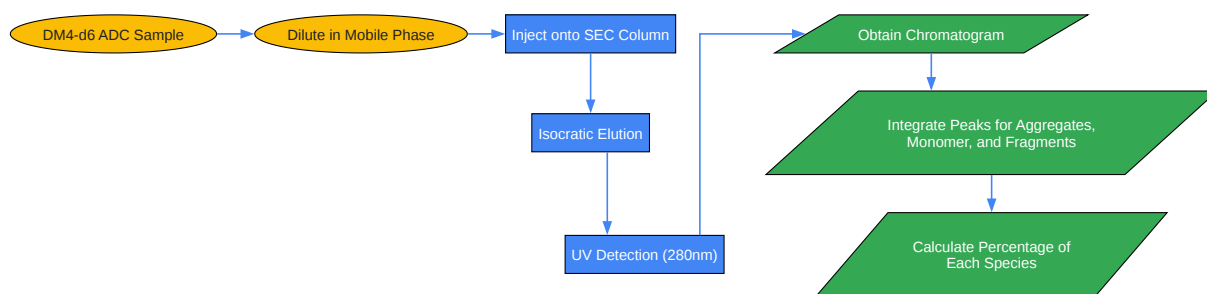 DM4-d6 ADC Sample
Dilute in Mobile Phase
Inject onto SEC Column
Isocratic Elution
UV Detection (280nm)
Obtain Chromatogram
Integrate Peaks for Aggregates,
Monomer, and Fragments
Calculate Percentage of
Each Species